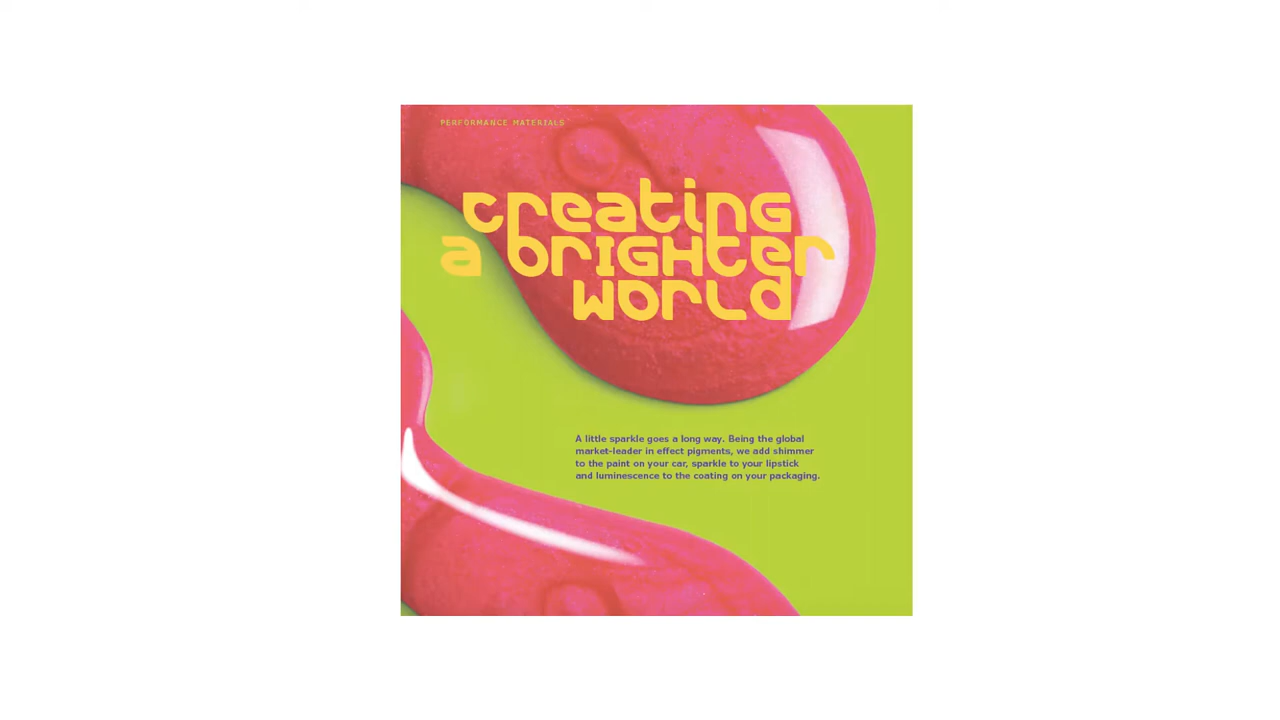 PERFORMANCE MATERIALS
creating
a brighter
world
A little sparkle goes a long way. Being the global
market-leader in effect pigments, we add shimmer
to the paint on your car, sparkle to your lipstick
and luminescence to the coating on your packaging.